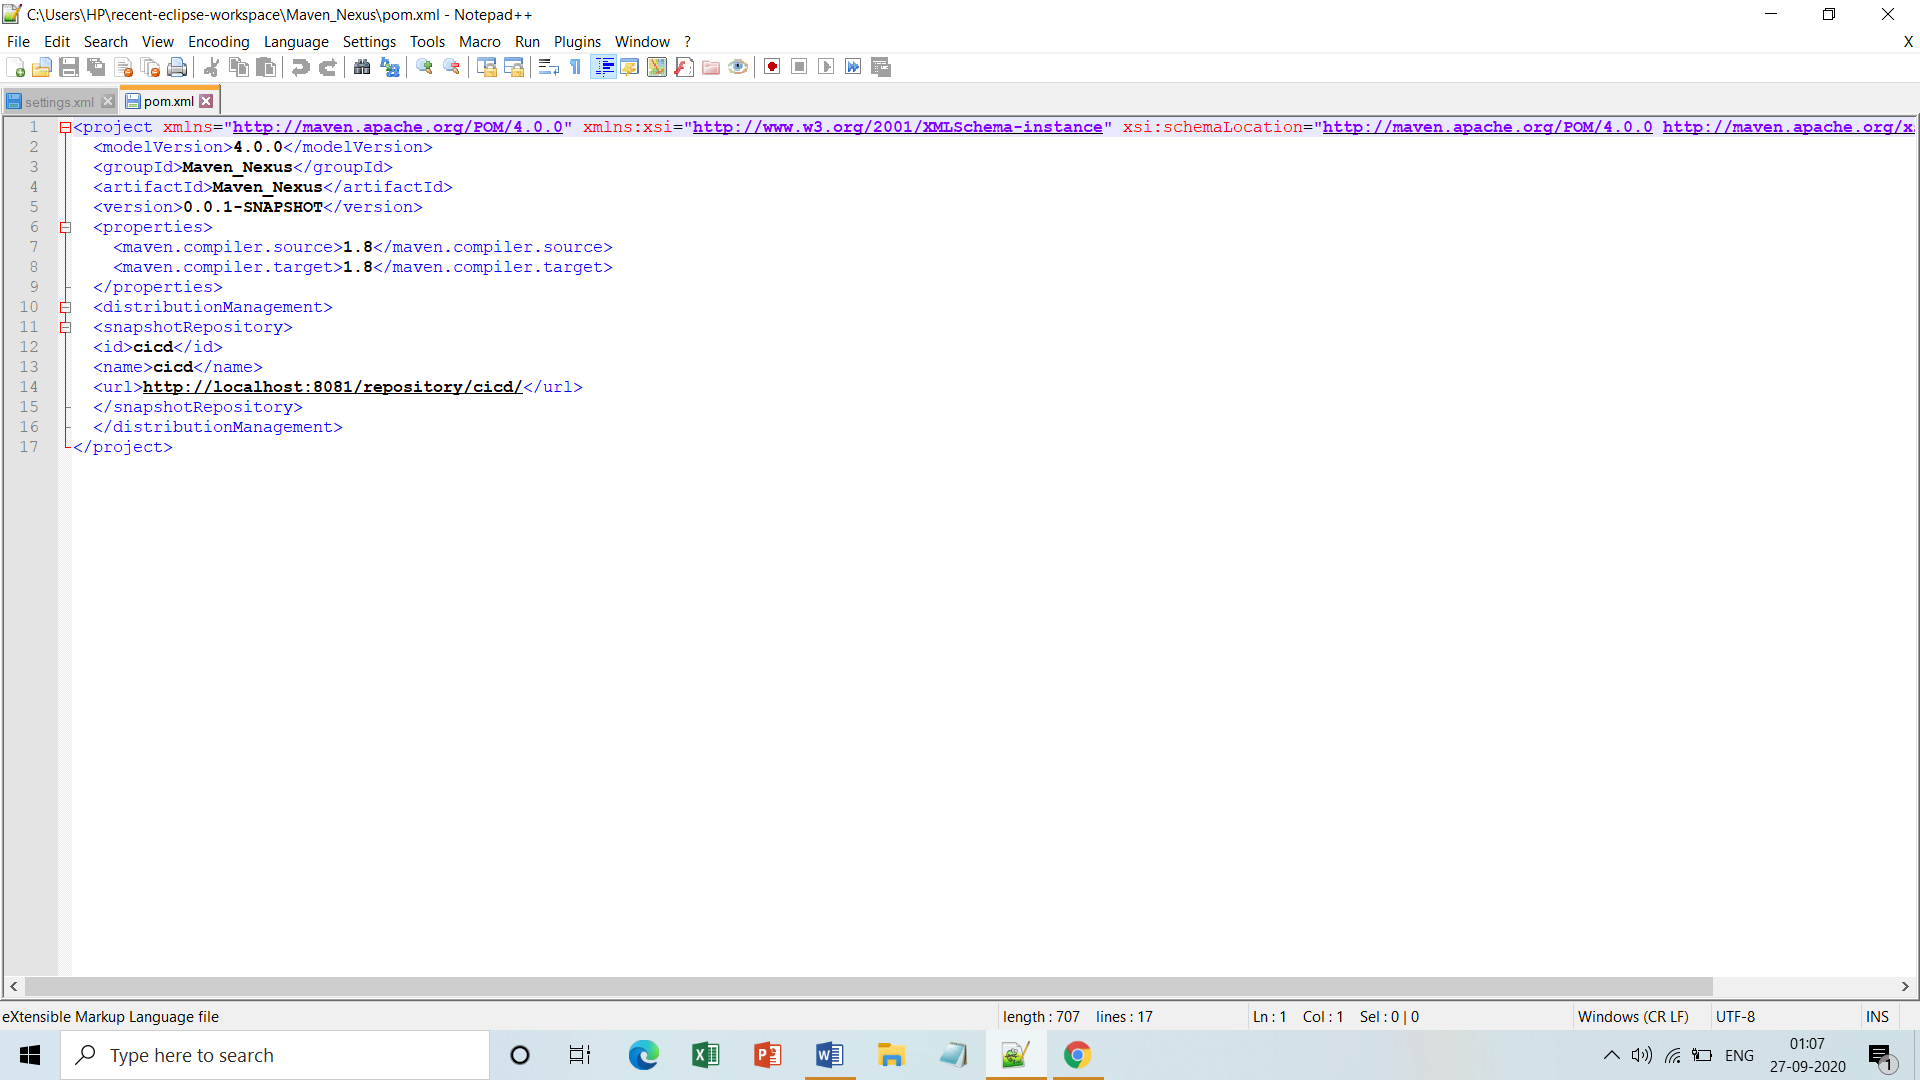 C:\Users\HP\recent-eclipse-workspace\Maven_Nexus\pom.xml - Notepad++
File Edit Search View Encoding Language Settings Tools Macro Run Plugins Window ? X
settings.xml pom.xml
1 <project xmlns="http://maven.apache.org/POM/4.0.0" xmlns:xsi="http://www.w3.org/2001/XMLSchema-instance" xsi:schemaLocation="http://maven.apache.org/POM/4.0.0 http://maven.apache.org/x
2 <modelVersion>4.0.0</modelVersion>
3 <groupId>Maven_Nexus</groupId>
4 <artifactId>Maven_Nexus</artifactId>
5 <version>0.0.1-SNAPSHOT</version>
6 <properties>
7 <maven.compiler.source>1.8</maven.compiler.source>
8 <maven.compiler.target>1.8</maven.compiler.target>
9 </properties>
10 <distributionManagement>
11 <snapshotRepository>
12 <id>cicd</id>
13 <name>cicd</name>
14 <url>http://localhost:8081/repository/cicd/</url>
15 </snapshotRepository>
16 </distributionManagement>
17 </project>
eXtensible Markup Language file length : 707 lines : 17 Ln : 1 Col : 1 Sel : 0 | 0 Windows (CR LF) UTF-8 INS
Type here to search ENG
01:07
27-09-2020
1